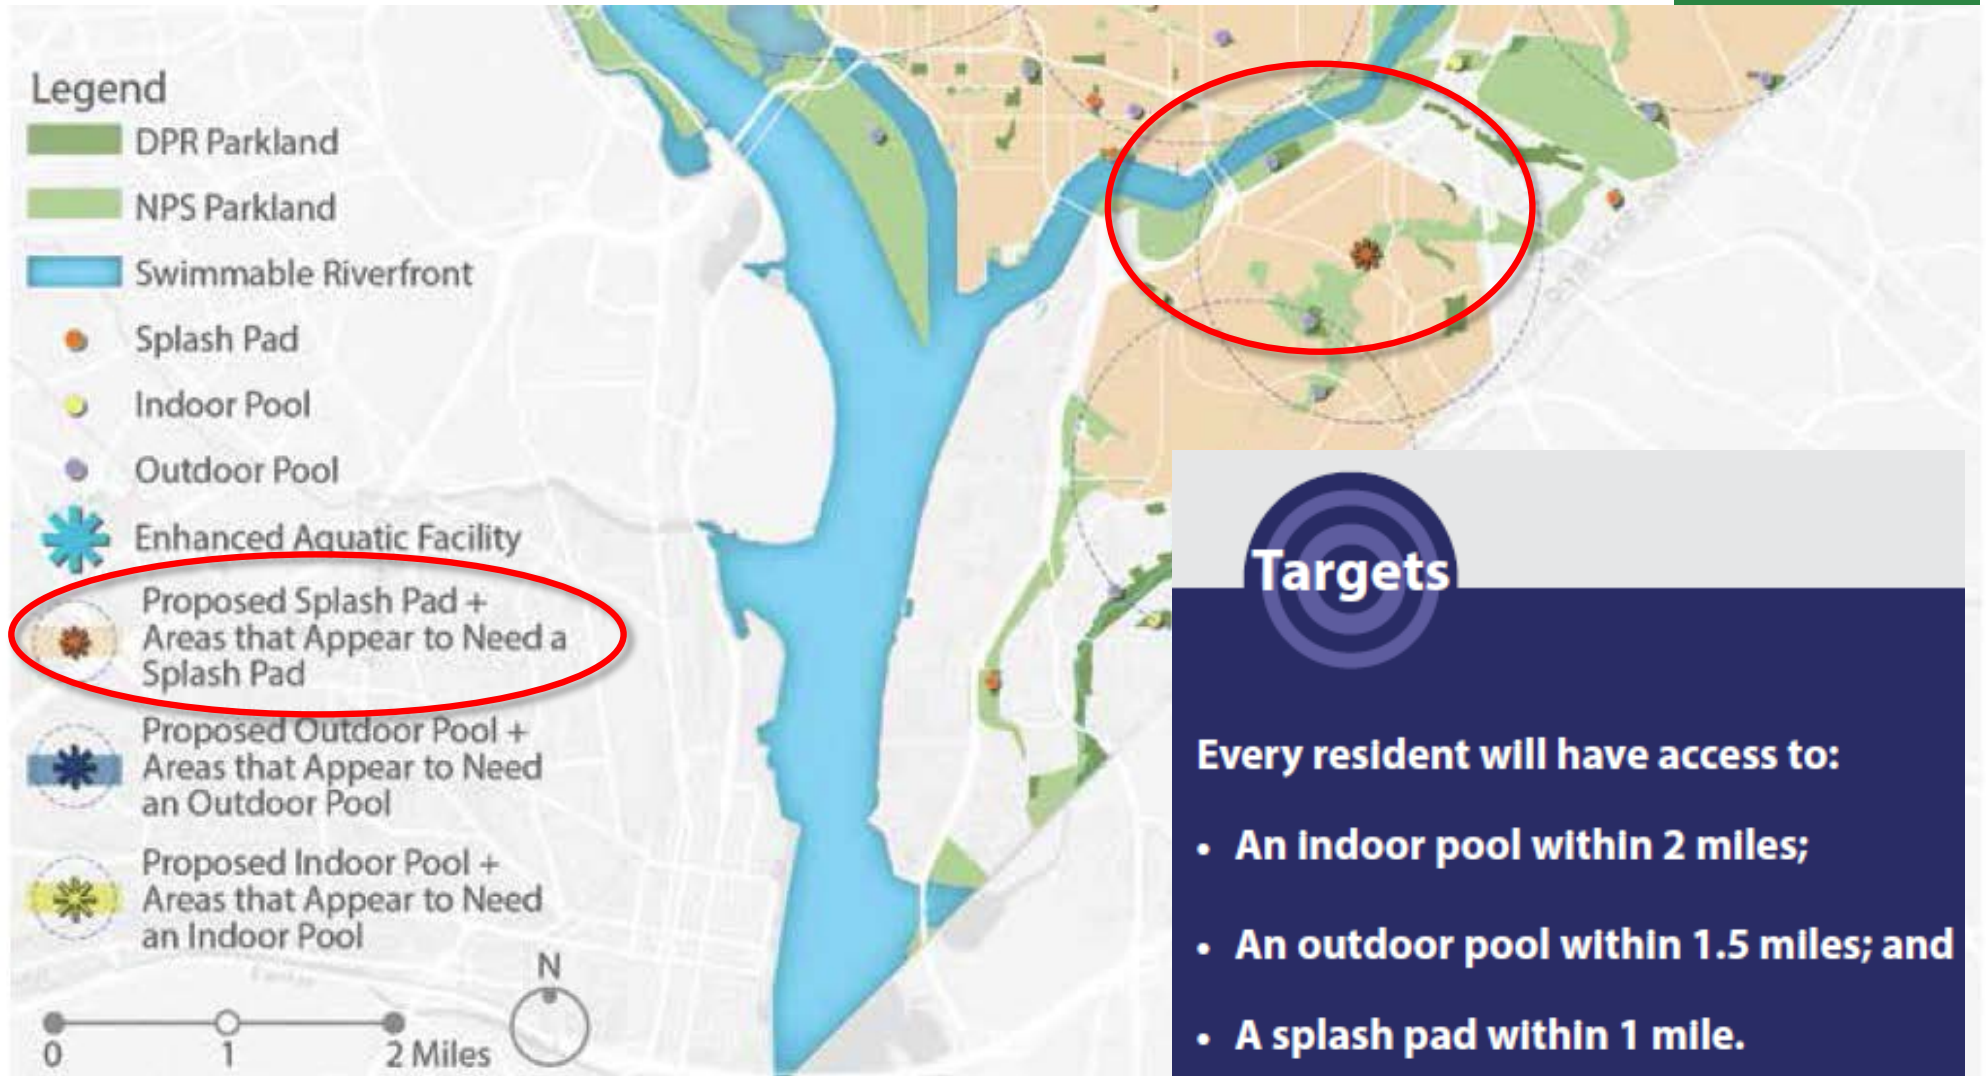 Legend
DPR Parkland
NPS Parkland
Swimmable Riverfront
Splash Pad
Indoor Pool
Outdoor Pool
Enhanced Aquatic Facility
Proposed Splash Pad +
Areas that Appear to Need a
Splash Pad
Proposed Outdoor Pool +
Areas that Appear to Need
an Outdoor Pool
Proposed Indoor Pool +
Areas that Appear to Need
an Indoor Pool
N
0 1 2 Miles
Targets
Every resident will have access to:
• An indoor pool within 2 miles;
• An outdoor pool within 1.5 miles; and
• A splash pad within 1 mile.